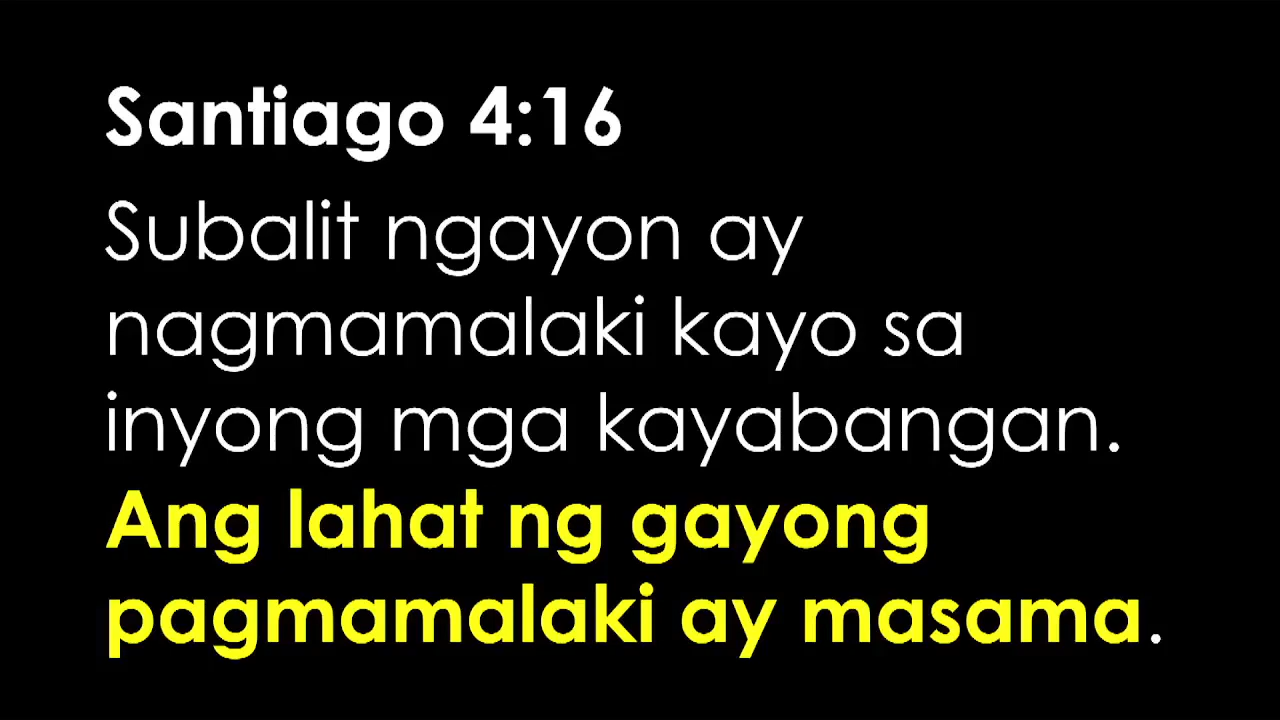 Santiago 4:16
Subalit ngayon ay
nagmamalaki kayo sa
inyong mga kayabangan.
Ang lahat ng gayong
pagmamalaki ay masama.